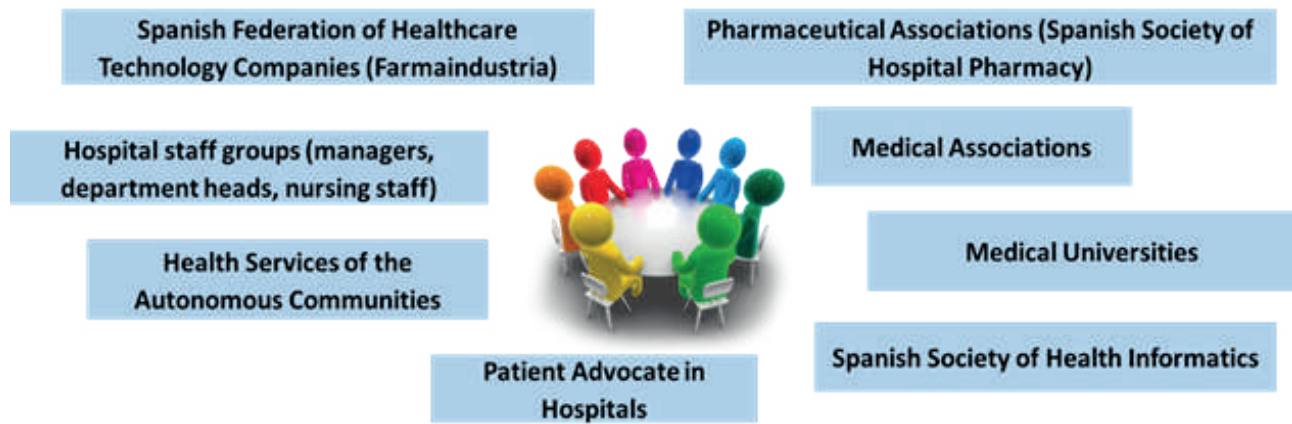 Spanish Federation of Healthcare
Technology Companies (Farmaindustria)
Pharmaceutical Associations (Spanish Society of
Hospital Pharmacy)
Hospital staff groups (managers,
department heads, nursing staff)
Medical Associations
Health Services of the
Autonomous Communities
Medical Universities
Patient Advocate in
Hospitals
Spanish Society of Health Informatics